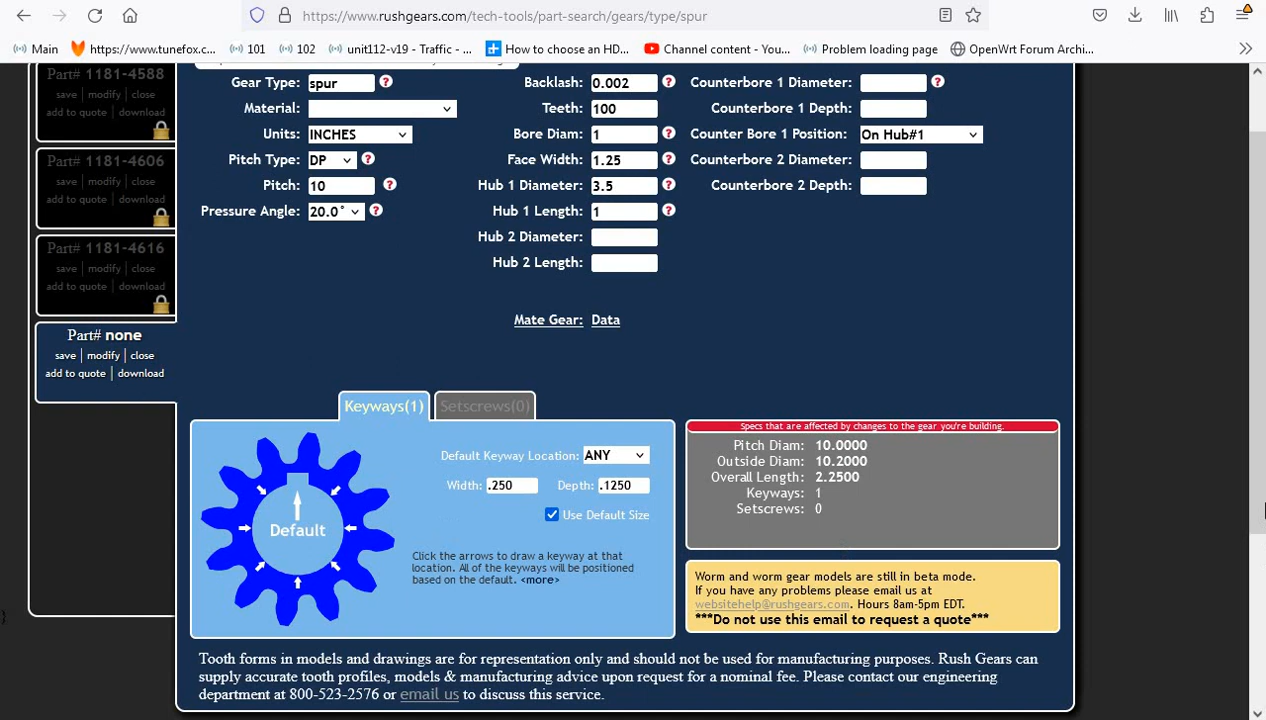 https://www.rushgears.com/tech-tools/part-search/gears/type/spur
Main https://www.tunefox.c... 101 102 unit112-v19 - Traffic - ... How to choose an HD... Channel content - You... Problem loading page OpenWrt Forum Archi...
Part# 1181-4588
save | modify | close
add to quote | download
Part# 1181-4606
save | modify | close
add to quote | download
Part# 1181-4616
save | modify | close
add to quote | download
Part# none
save | modify | close
add to quote | download
Gear Type: spur ?
Material:
Units: INCHES
Pitch Type: DP ?
Pitch: 10 ?
Pressure Angle: 20.0° ?
Backlash: 0.002 ?
Teeth: 100
Bore Diam: 1 ?
Face Width: 1.25 ?
Hub 1 Diameter: 3.5 ?
Hub 1 Length: 1 ?
Hub 2 Diameter:
Hub 2 Length:
Counterbore 1 Diameter: ?
Counterbore 1 Depth:
Counter Bore 1 Position: On Hub#1
Counterbore 2 Diameter:
Counterbore 2 Depth:
Mate Gear: Data
Keyways(1) Setscrews(0)
Default
Default Keyway Location: ANY
Width: .250 Depth: .1250
Use Default Size
Click the arrows to draw a keyway at that
location. All of the keyways will be positioned
based on the default. <more>
Specs that are affected by changes to the gear you're building.
Pitch Diam: 10.0000
Outside Diam: 10.2000
Overall Length: 2.2500
Keyways: 1
Setscrews: 0
Worm and worm gear models are still in beta mode.
If you have any problems please email us at
websitehelp@rushgears.com. Hours 8am-5pm EDT.
***Do not use this email to request a quote***
Tooth forms in models and drawings are for representation only and should not be used for manufacturing purposes. Rush Gears can
supply accurate tooth profiles, models & manufacturing advice upon request for a nominal fee. Please contact our engineering
department at 800-523-2576 or email us to discuss this service.
}